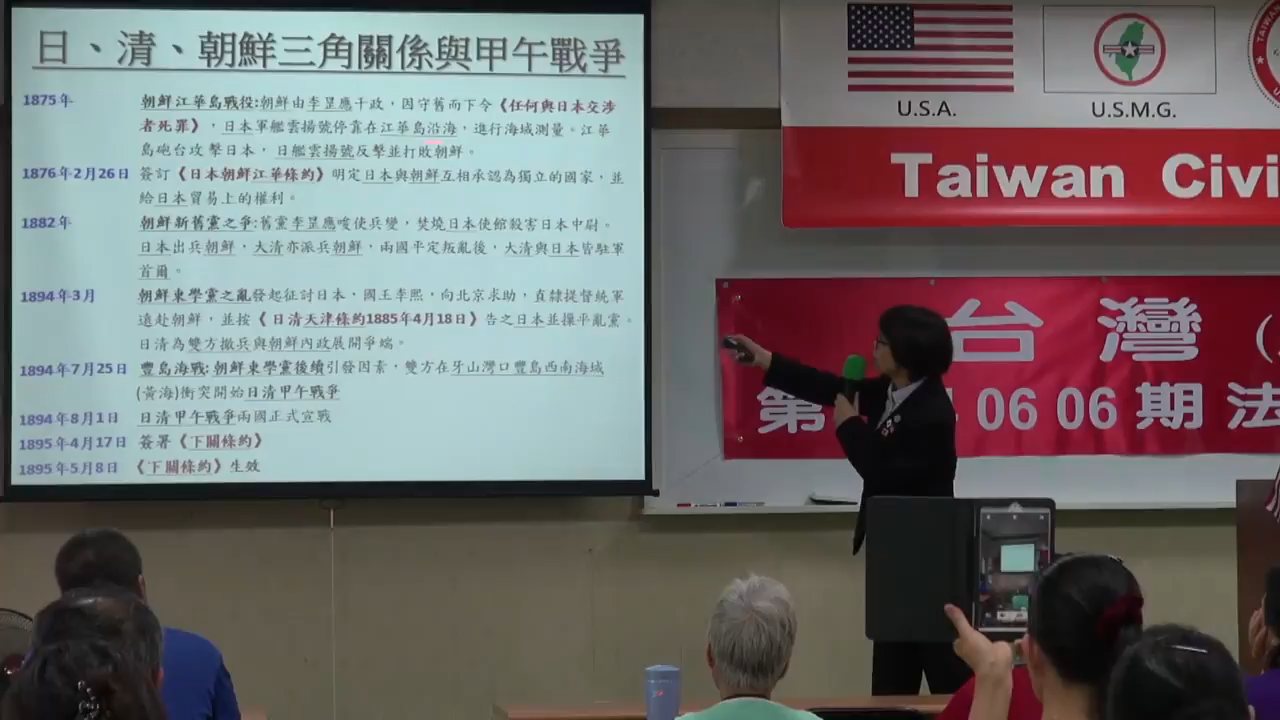 日、清、朝鮮三角關係與甲午戰爭
1875年 朝鮮江華島戰役:朝鮮由李昰應干政，因守舊而下令《任何與日本交涉
者死罪》，日本軍艦雲揚號停靠在江華島沿海，進行海域測量。江華
島砲台攻擊日本，日艦雲揚號反擊並打敗朝鮮。
1876年2月26日 簽訂《日本朝鮮江華條約》明定日本與朝鮮互相承認為獨立的國家，並
給日本貿易上的權利。
1882年 朝鮮新舊黨之爭:舊黨李昰應唆使兵變，焚燒日本使館殺害日本中尉。
日本出兵朝鮮，大清亦派兵朝鮮，兩國平定叛亂後，大清與日本皆駐軍
首爾。
1894年3月 朝鮮東學黨之亂發起征討日本，國王李熙，向北京求助，直隸提督統軍
遠赴朝鮮，並按《日清天津條約1885年4月18日》告之日本並操平亂黨。
日清為雙方撤兵與朝鮮內政展開爭端。
1894年7月25日 豐島海戰:朝鮮東學黨後續引發因素，雙方在牙山灣口豐島西南海域
(黃海)衝突開始日清甲午戰爭
1894年8月1日 日清甲午戰爭兩國正式宣戰
1895年4月17日 簽署《下關條約》
1895年5月8日 《下關條約》生效
U.S.A.
U.S.M.G.
Taiwan Civi
台灣(
第
06 06期法